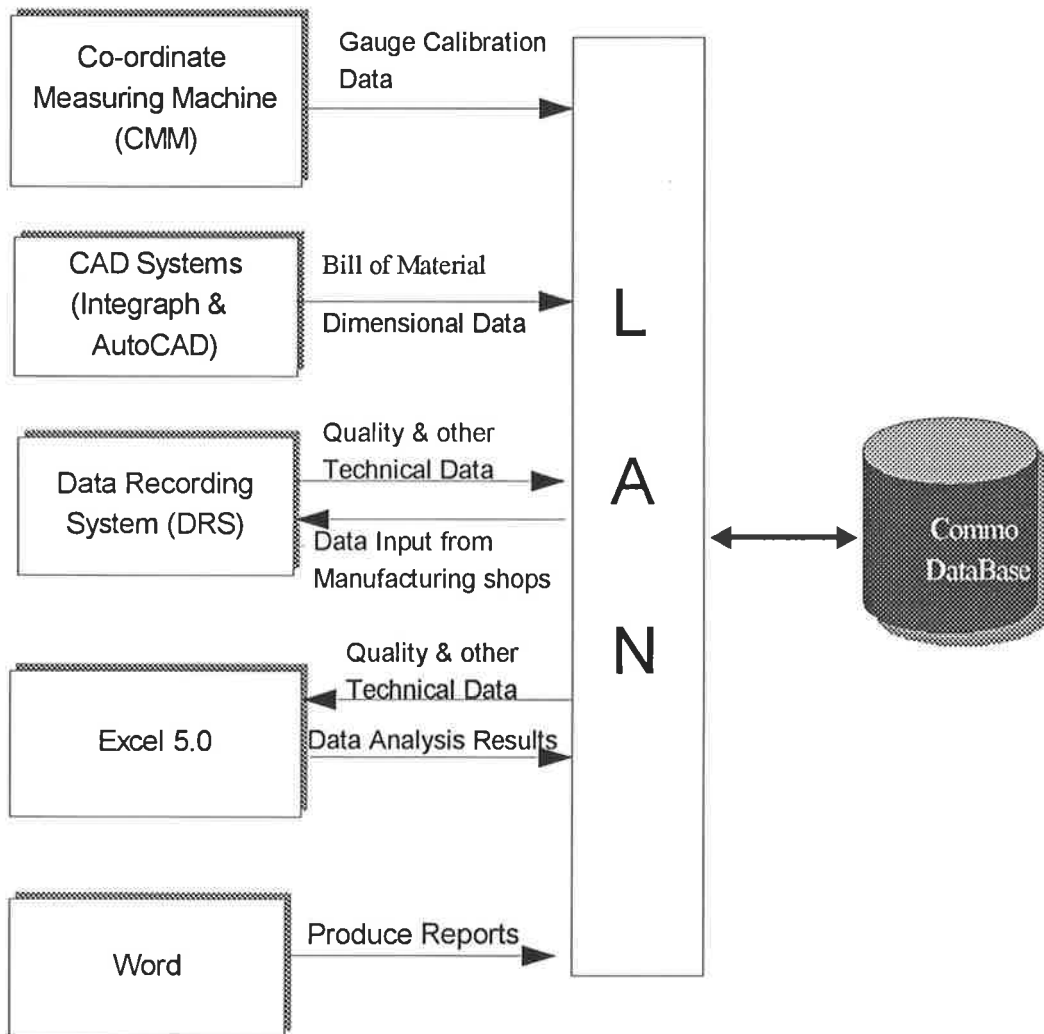 Co-ordinate
Measuring Machine
(CMM)
Gauge Calibration
Data
CAD Systems
(Integraph &
AutoCAD)
Bill of Material
Dimensional Data
Data Recording
System (DRS)
Quality & other
Technical Data
Data Input from
Manufacturing shops
Excel 5.0
Quality & other
Technical Data
Data Analysis Results
Word
Produce Reports
L
A
N
Commo
DataBase